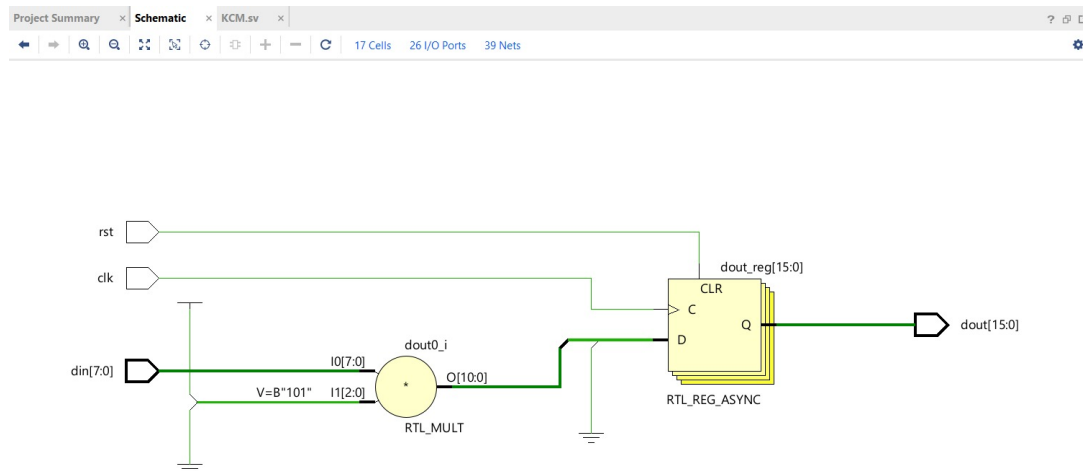 Project Summary × Schematic × KCM.sv × ?
17 Cells 26 I/O Ports 39 Nets
rst
clk
dout_reg[15:0]
CLR
C
Q
D
dout[15:0]
RTL_REG_ASYNC
dout0_i
din[7:0]
I0[7:0]
O[10:0]
*
V=B"101" I1[2:0]
RTL_MULT